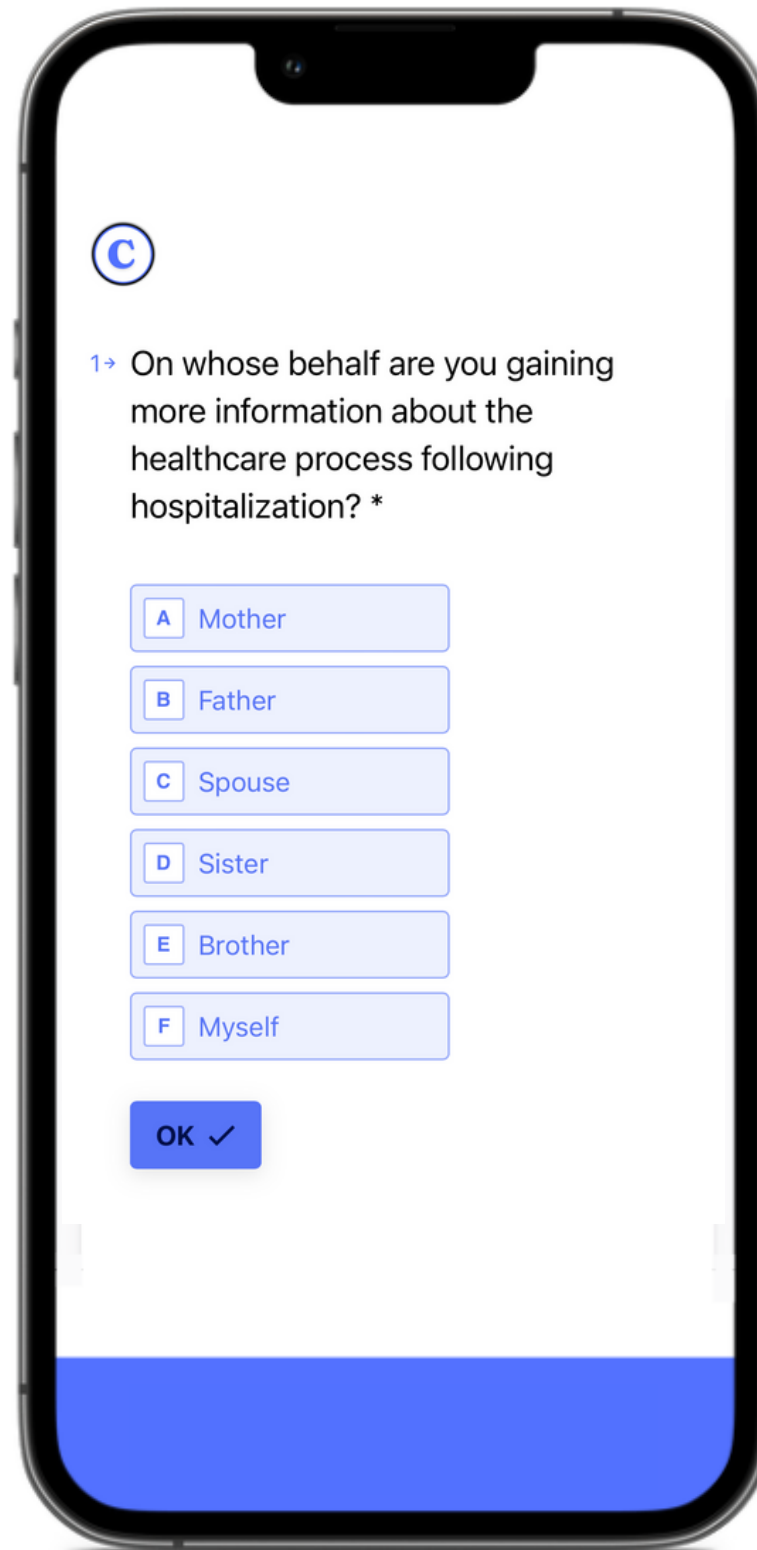 C
1→ On whose behalf are you gaining
more information about the
healthcare process following
hospitalization? *
A Mother
B Father
C Spouse
D Sister
E Brother
F Myself
OK ✓